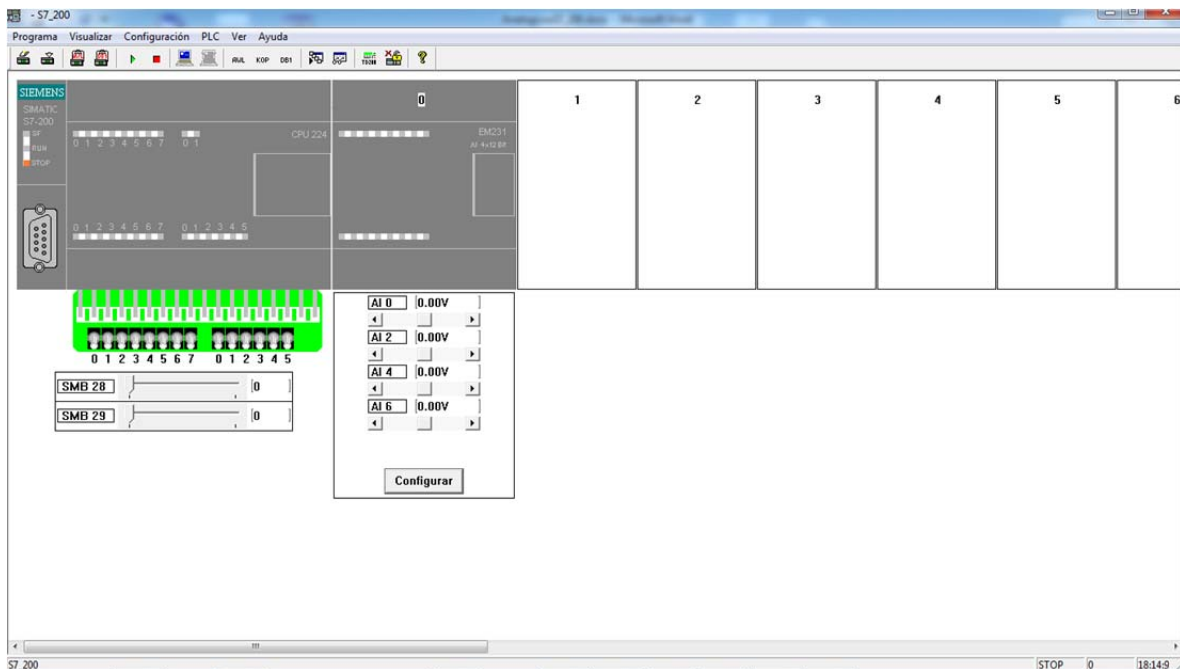 - S7_200
Programa Visualizar Configuración PLC Ver Ayuda
AWL KOP DB1
SIEMENS
SIMATIC
S7-200
SF
RUN
STOP
0 1 2 3 4 5 6 7 0 1
CPU 224
0 1 2 3 4 5 6 7 0 1 2 3 4 5
0
EM231
AI 4x12 Bit
1 2 3 4 5 6
0 1 2 3 4 5 6 7 0 1 2 3 4 5
SMB 28 0
SMB 29 0
AI 0 0.00V
AI 2 0.00V
AI 4 0.00V
AI 6 0.00V
Configurar
S7_200 STOP 0 18:14:9